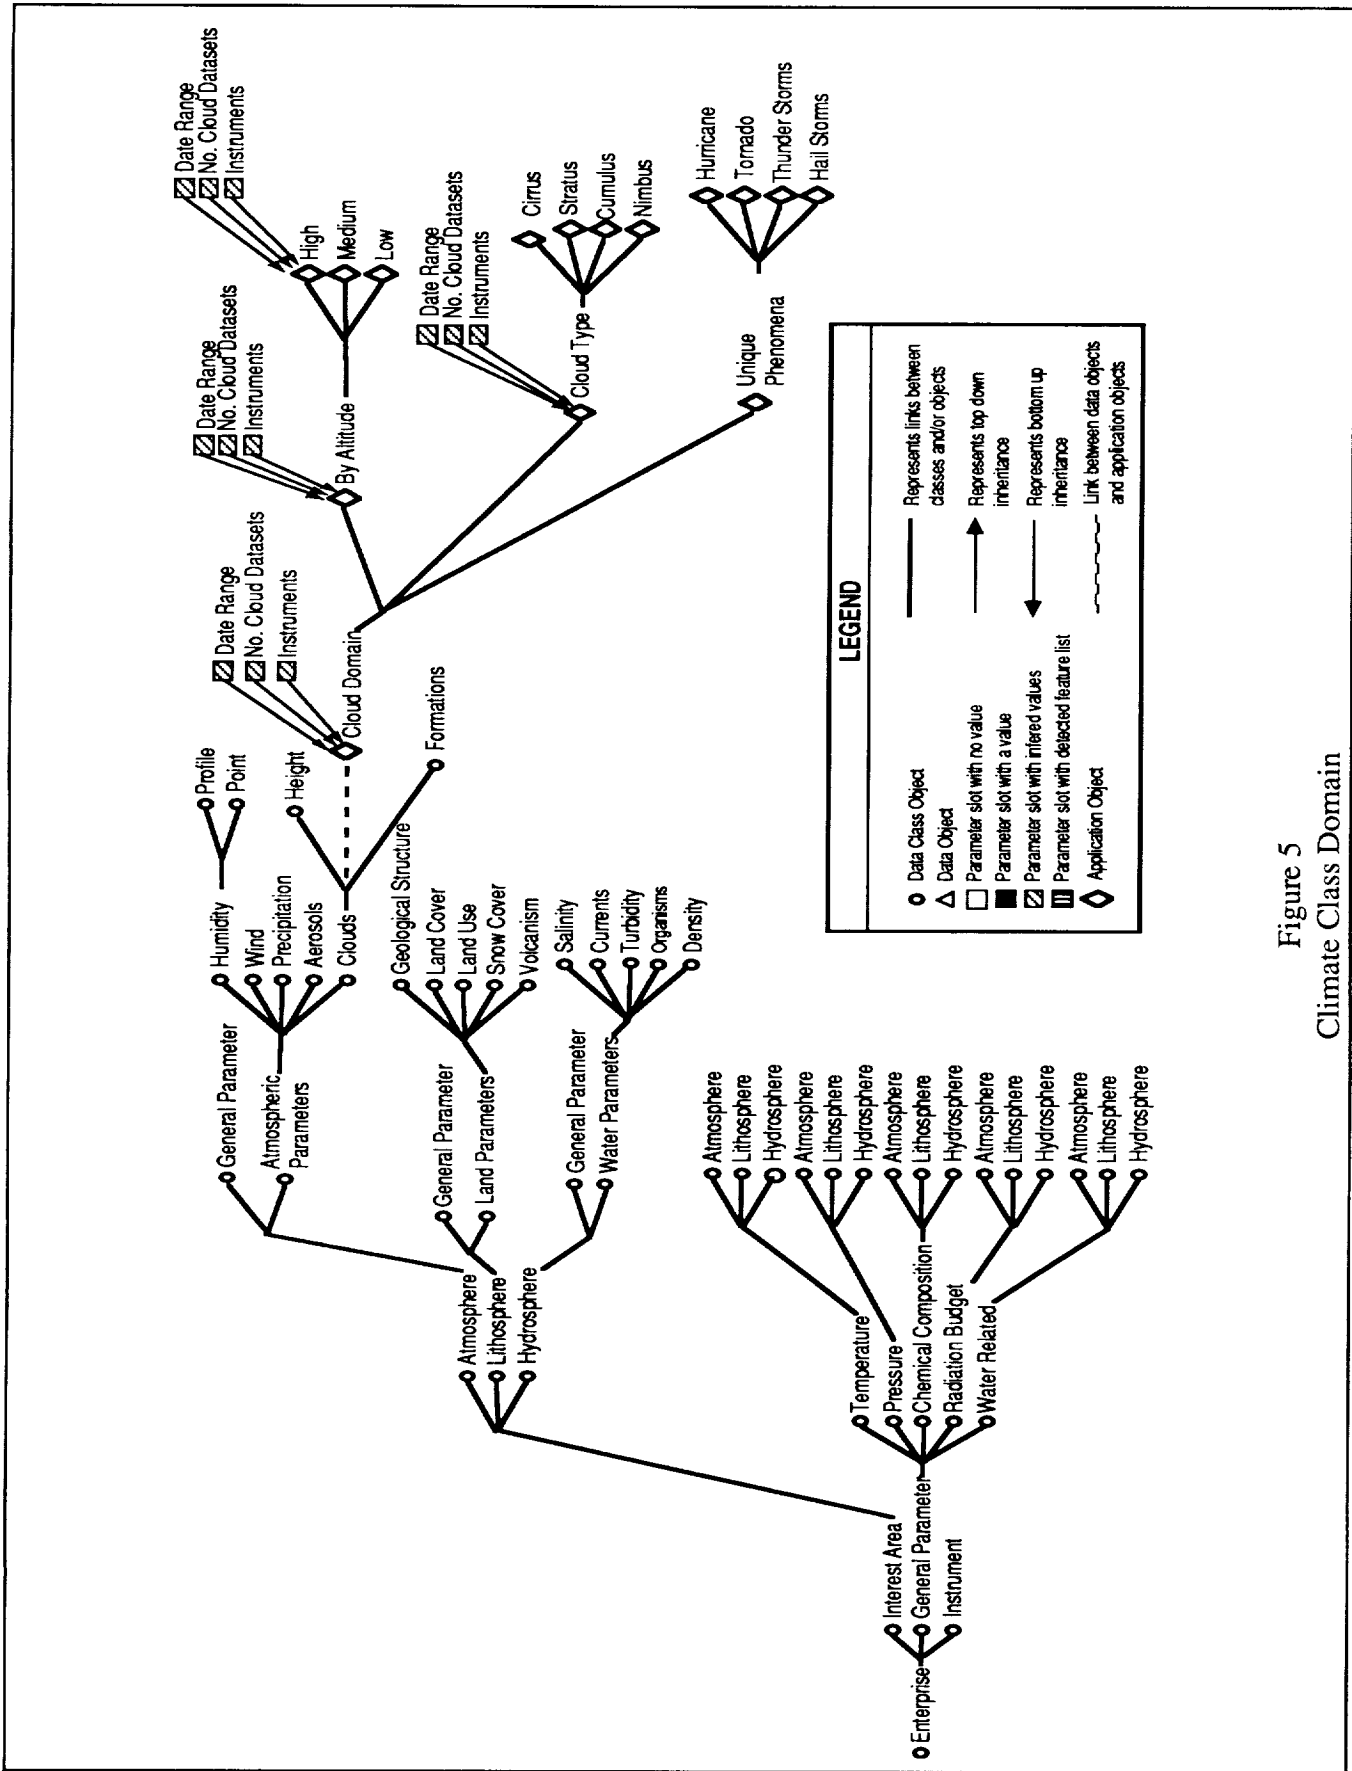 Enterprise
Interest Area
General Parameter
Instrument
Atmosphere
Lithosphere
Hydrosphere
Temperature
Pressure
Chemical Composition
Radiation Budget
Water Related
General Parameter
Atmospheric
Parameters
General Parameter
Land Parameters
General Parameter
Water Parameters
Atmosphere
Lithosphere
Hydrosphere
Atmosphere
Lithosphere
Hydrosphere
Atmosphere
Lithosphere
Hydrosphere
Atmosphere
Lithosphere
Hydrosphere
Atmosphere
Lithosphere
Hydrosphere
Humidity
Wind
Precipitation
Aerosols
Clouds
Geological Structure
Land Cover
Land Use
Snow Cover
Volcanism
Salinity
Currents
Turbidity
Organisms
Density
Profile
Point
Height
Cloud Domain
Formations
Date Range
No. Cloud Datasets
Instruments
By Altitude
Date Range
No. Cloud Datasets
Instruments
High
Medium
Low
Date Range
No. Cloud Datasets
Instruments
Cloud Type
Date Range
No. Cloud Datasets
Instruments
Cirrus
Stratus
Cumulus
Nimbus
Unique
Phenomena
Hurricane
Tornado
Thunder Storms
Hail Storms
LEGEND
Data Class Object
Data Object
Parameter slot with no value
Parameter slot with a value
Parameter slot with infered values
Parameter slot with detected feature list
Application Object
Represents links between
classes and/or objects
Represents top down
inheritance
Represents bottom up
inheritance
Link between data objects
and application objects
Figure 5
Climate Class Domain